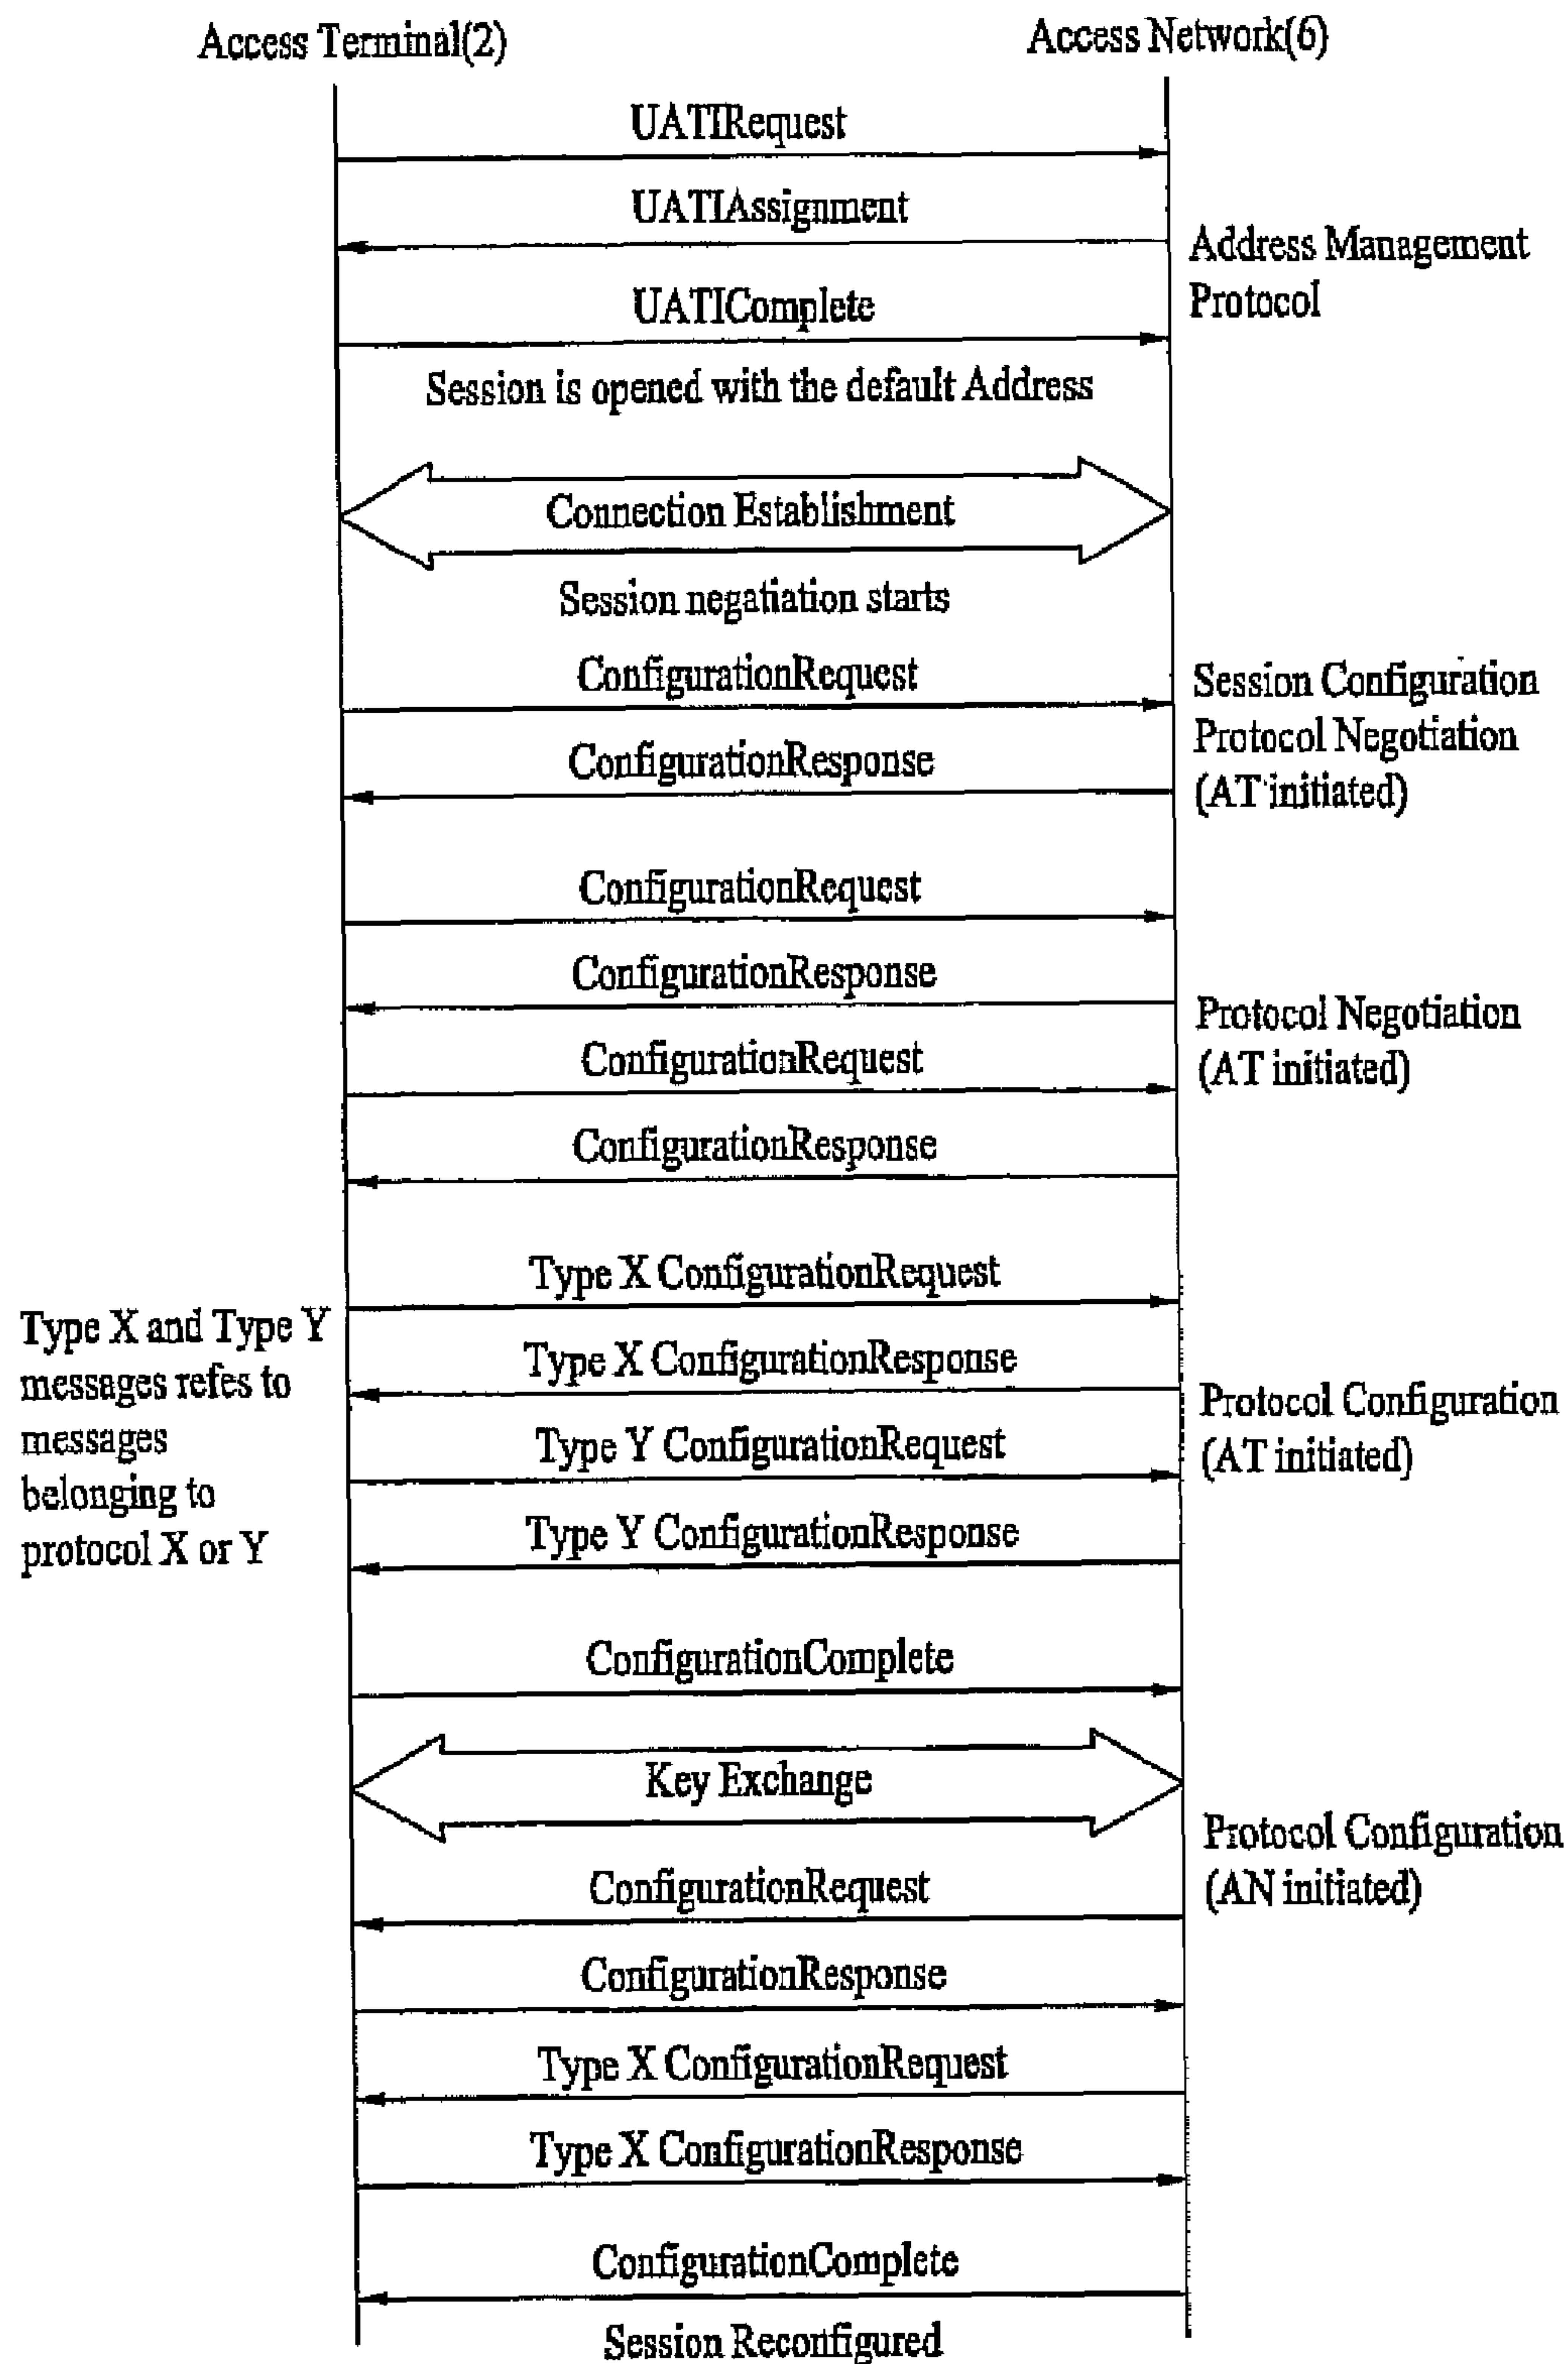 Access Terminal(2)
Access Network(6)
UATIRequest
UATIAssignment
Address Management
Protocol
UATIComplete
Session is opened with the default Address
Connection Establishment
Session negatiation starts
ConfigurationRequest
Session Configuration
Protocol Negotiation
(AT initiated)
ConfigurationResponse
ConfigurationRequest
ConfigurationResponse
Protocol Negotiation
(AT initiated)
ConfigurationRequest
ConfigurationResponse
Type X ConfigurationRequest
Type X and Type Y
messages refes to
messages
belonging to
protocol X or Y
Type X ConfigurationResponse
Protocol Configuration
(AT initiated)
Type Y ConfigurationRequest
Type Y ConfigurationResponse
ConfigurationComplete
Key Exchange
Protocol Configuration
(AN initiated)
ConfigurationRequest
ConfigurationResponse
Type X ConfigurationRequest
Type X ConfigurationResponse
ConfigurationComplete
Session Reconfigured